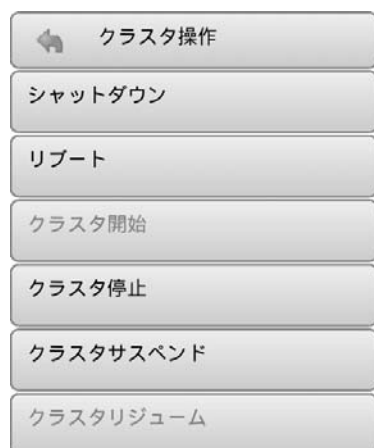 クラスタ操作
シャットダウン
リブート
クラスタ開始
クラスタ停止
クラスタサスペンド
クラスタリジューム